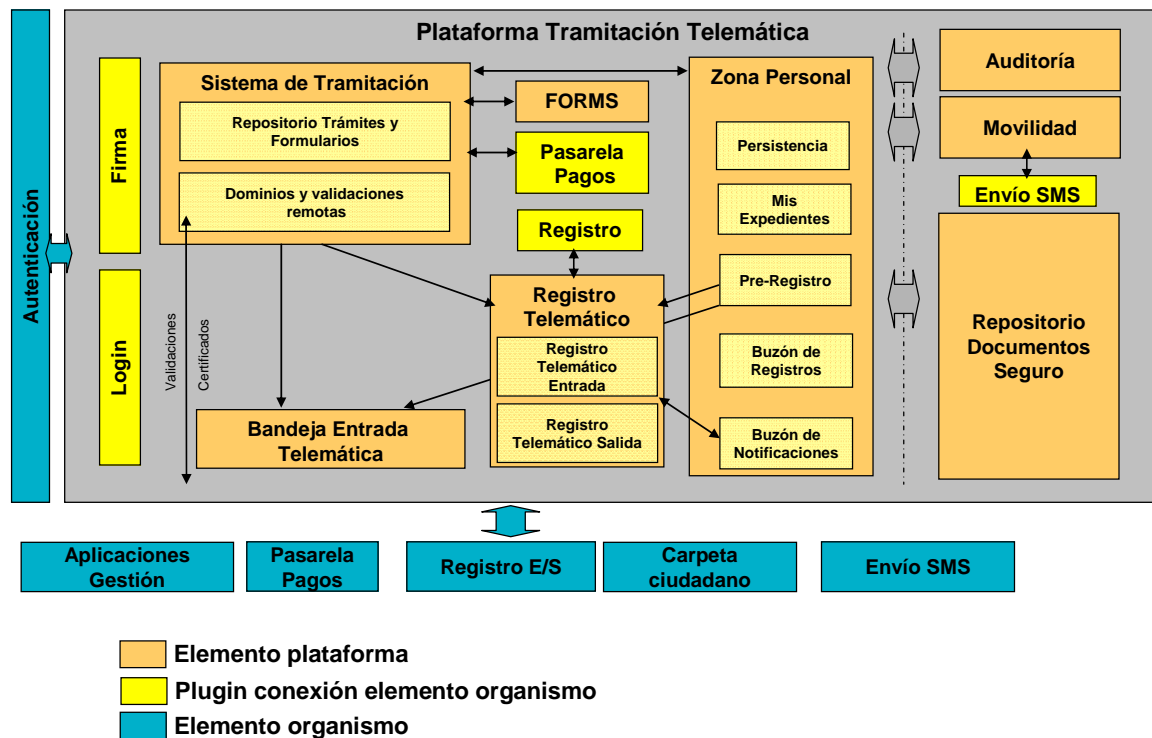 Plataforma Tramitación Telemática
Autenticación
Firma
Login
Sistema de Tramitación
Repositorio Trámites y
Formularios
Dominios y validaciones
remotas
Validaciones
Certificados
FORMS
Pasarela
Pagos
Registro
Registro
Telemático
Registro
Telemático
Entrada
Registro
Telemático Salida
Bandeja Entrada
Telemática
Zona Personal
Persistencia
Mis
Expedientes
Pre-Registro
Buzón de
Registros
Buzón de
Notificaciones
Auditoría
Movilidad
Envío SMS
Repositorio
Documentos
Seguro
Aplicaciones
Gestión
Pasarela
Pagos
Registro E/S
Carpeta
ciudadano
Envío SMS
Elemento plataforma
Plugin conexión elemento organismo
Elemento organismo